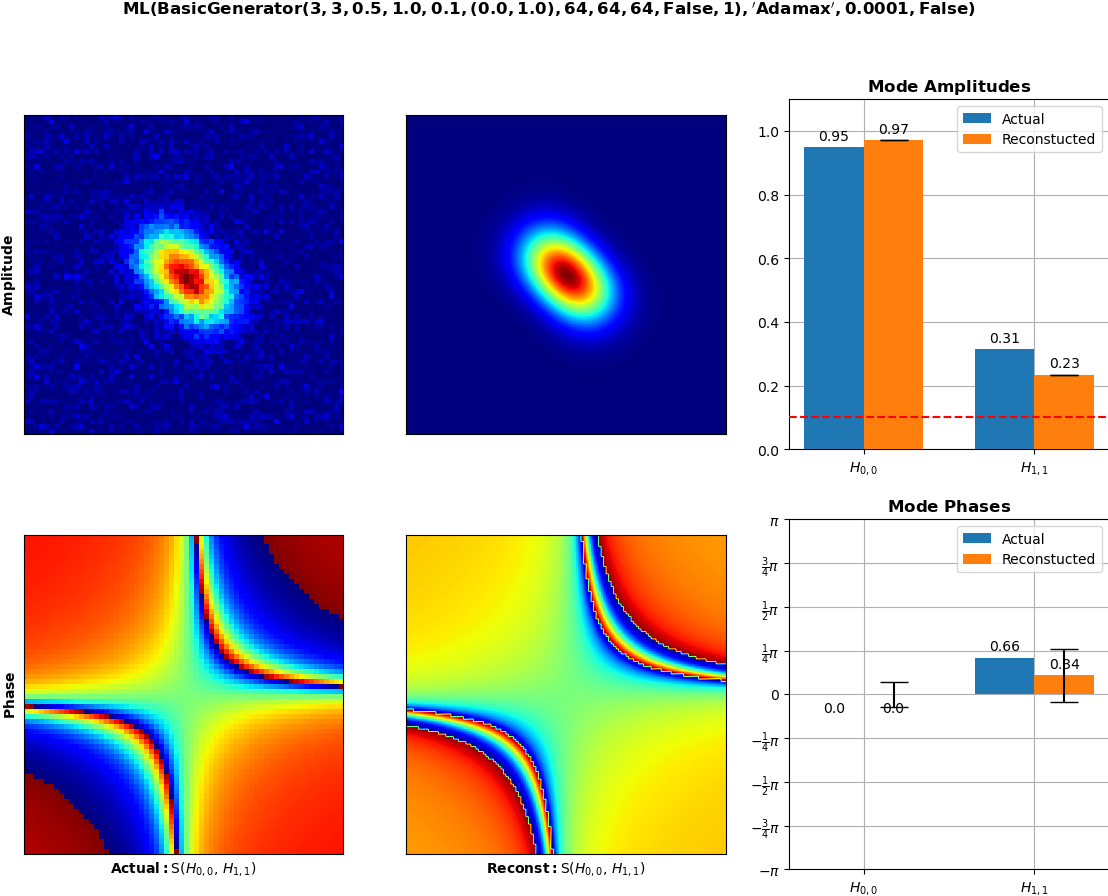 ML(BasicGenerator(3, 3, 0.5, 1.0, 0.1, (0.0, 1.0), 64, 64, 64, False, 1), ′Adamax′, 0.0001, False)
Amplitude
Mode Amplitudes
Actual
Reconstucted
1.0
0.8
0.6
0.4
0.2
0.0
0.95
0.97
0.31
0.23
H0, 0
H1, 1
Phase
Actual: S(H0, 0, H1, 1)
Reconst: S(H0, 0, H1, 1)
Mode Phases
Actual
Reconstucted
π
3/4π
1/2π
1/4π
0
−1/4π
−1/2π
−3/4π
−π
0.0
0.0
0.66
0.34
H0, 0
H1, 1